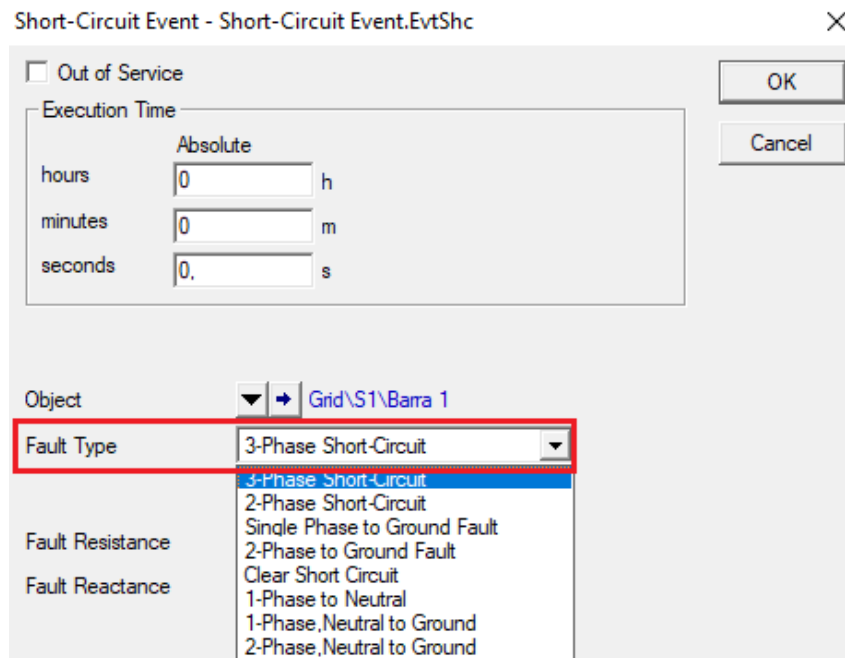 Short-Circuit Event - Short-Circuit Event.EvtShc
Out of Service
OK
Execution Time
Cancel
Absolute
hours 0 h
minutes 0 m
seconds 0, s
Object Grid\S1\Barra 1
Fault Type 3-Phase Short-Circuit
3-Phase Short-Circuit
2-Phase Short-Circuit
Single Phase to Ground Fault
Fault Resistance
2-Phase to Ground Fault
Clear Short Circuit
Fault Reactance
1-Phase to Neutral
1-Phase,Neutral to Ground
2-Phase,Neutral to Ground